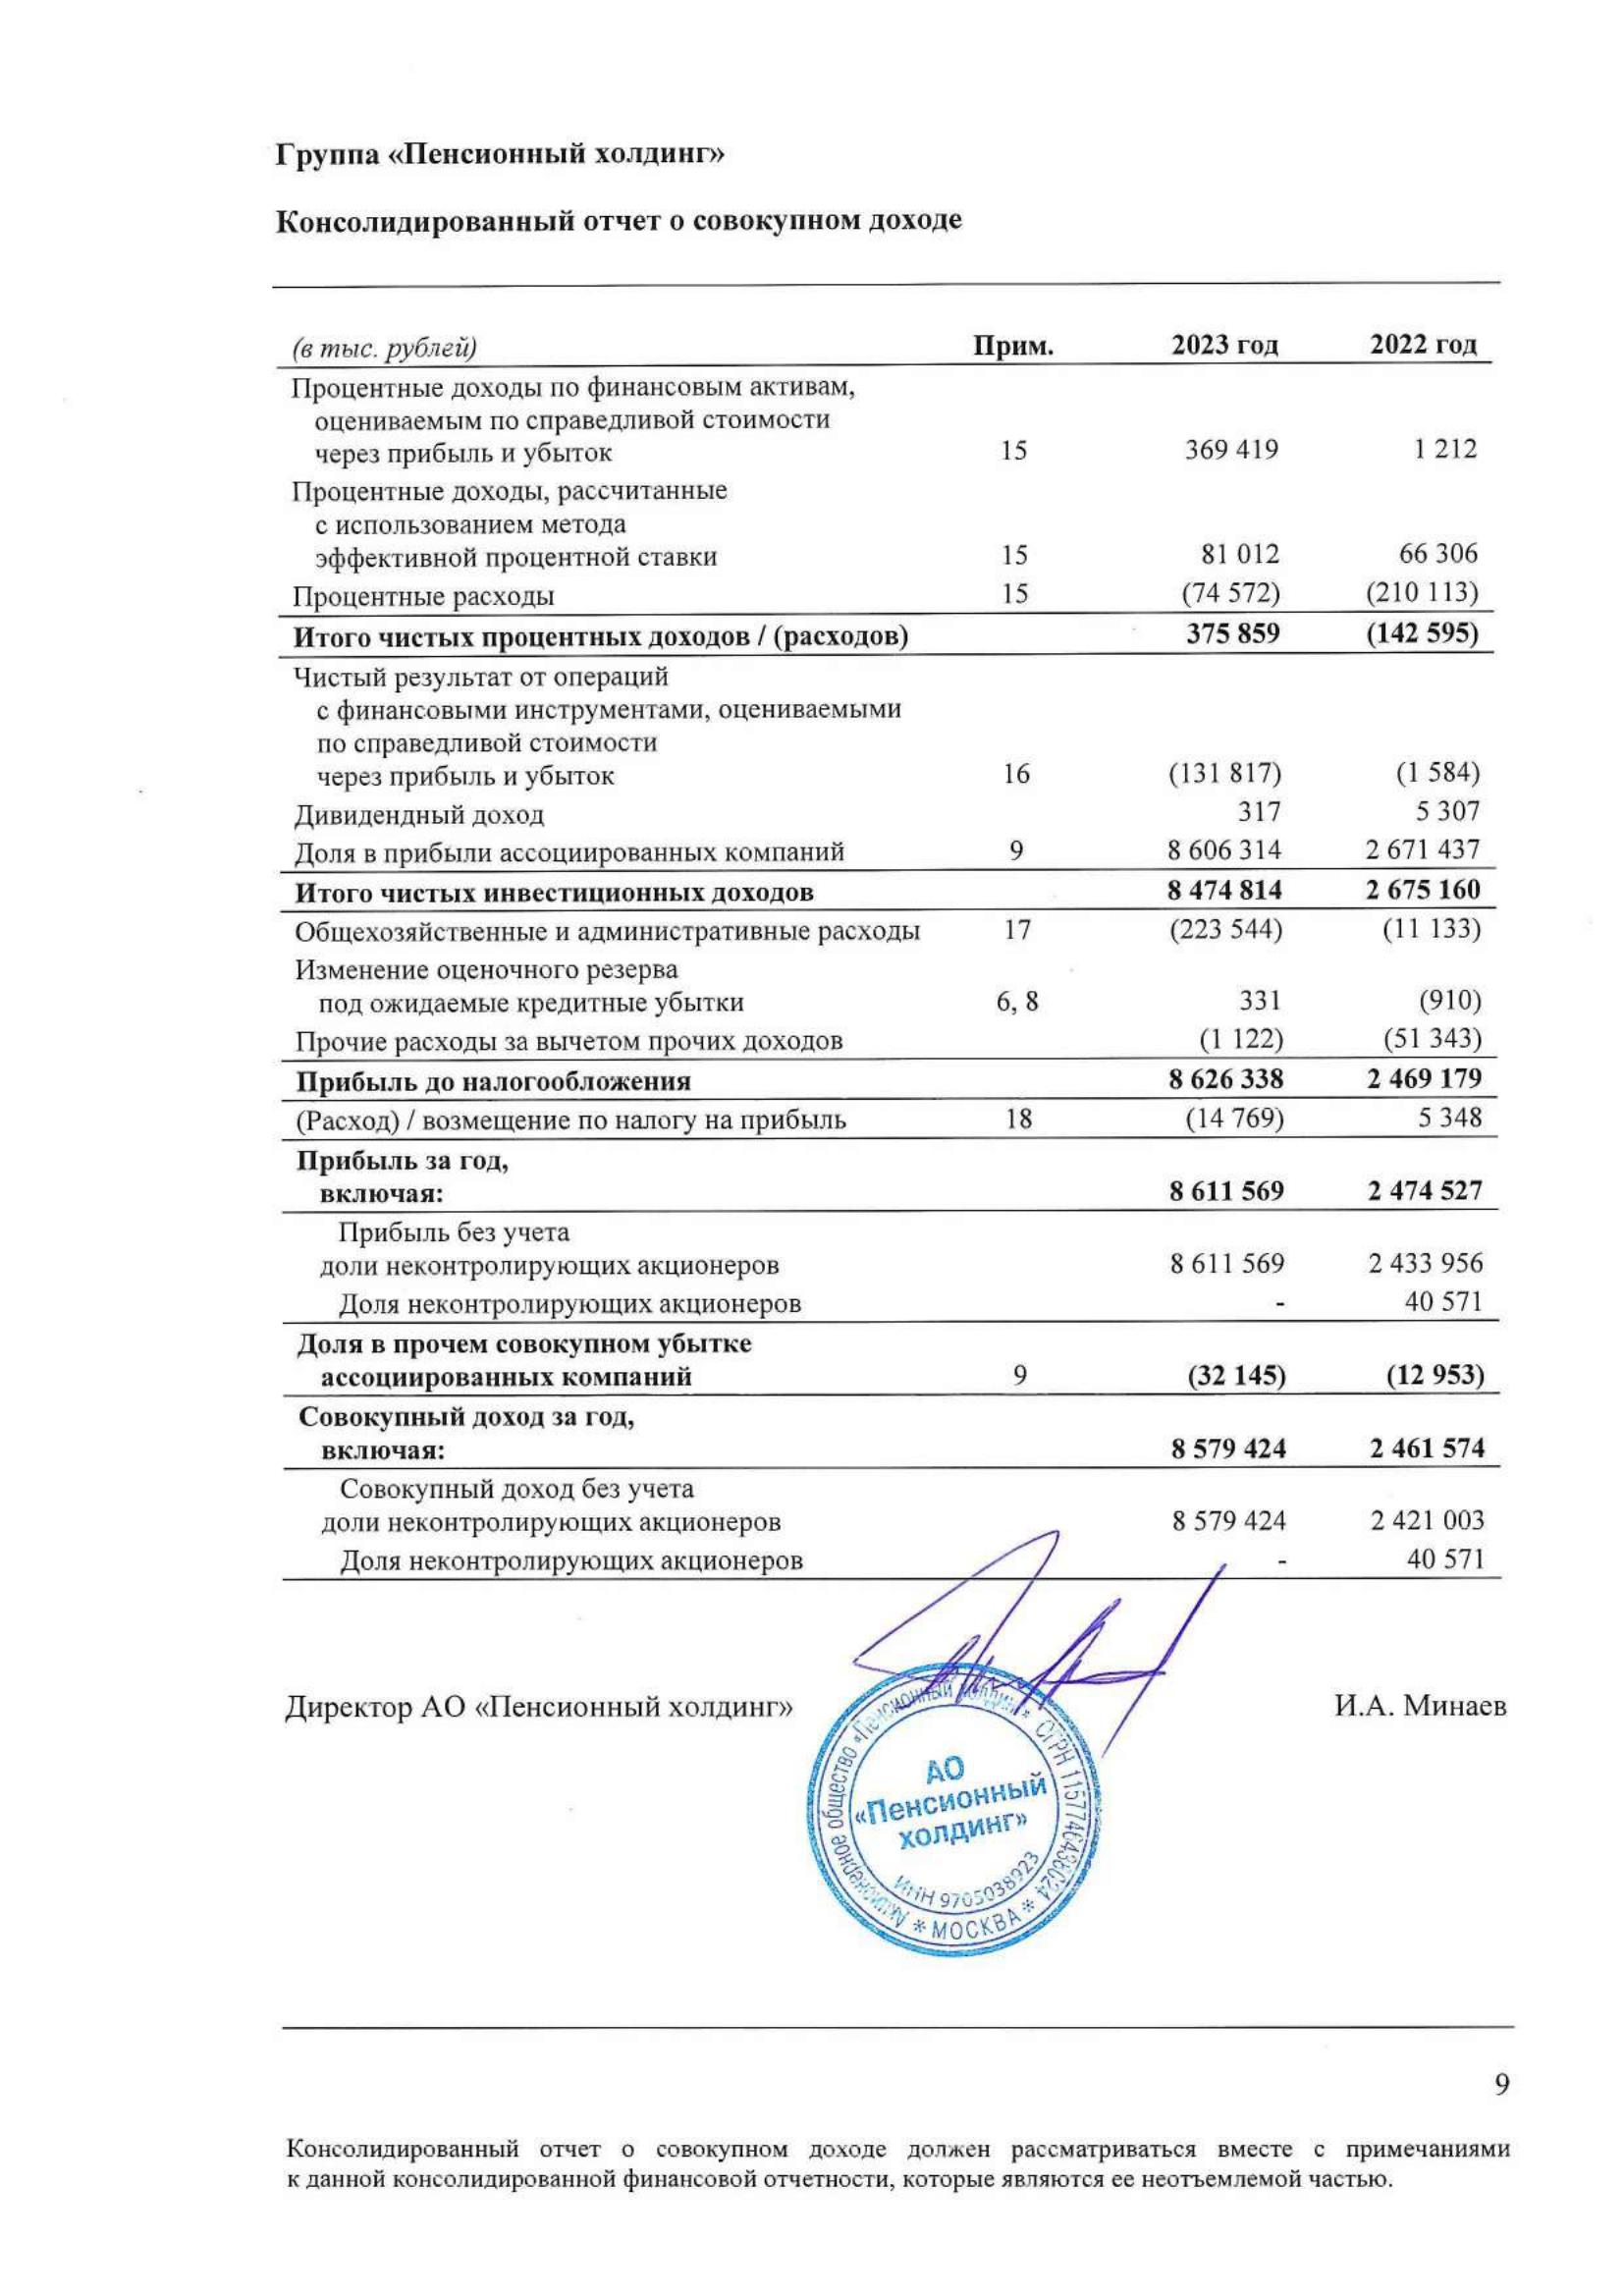 Группа «Пенсионный холдинг»
Консолидированный отчет о совокупном доходе
(в тыс. рублей) Прим. 2023 год 2022 год
Процентные доходы по финансовым активам,
оцениваемым по справедливой стоимости
через прибыль и убыток 15 369 419 1 212
Процентные доходы, рассчитанные
с использованием метода
эффективной процентной ставки 15 81 012 66 306
Процентные расходы 15 (74 572) (210 113)
Итого чистых процентных доходов / (расходов) 375 859 (142 595)
Чистый результат от операций
с финансовыми инструментами, оцениваемыми
по справедливой стоимости
через прибыль и убыток 16 (131 817) (1 584)
Дивидендный доход 317 5 307
Доля в прибыли ассоциированных компаний 9 8 606 314 2 671 437
Итого чистых инвестиционных доходов 8 474 814 2 675 160
Общехозяйственные и административные расходы 17 (223 544) (11 133)
Изменение оценочного резерва
под ожидаемые кредитные убытки 6, 8 331 (910)
Прочие расходы за вычетом прочих доходов (1 122) (51 343)
Прибыль до налогообложения 8 626 338 2 469 179
(Расход) / возмещение по налогу на прибыль 18 (14 769) 5 348
Прибыль за год,
включая: 8 611 569 2 474 527
Прибыль без учета
доли неконтролирующих акционеров 8 611 569 2 433 956
Доля неконтролирующих акционеров - 40 571
Доля в прочем совокупном убытке
ассоциированных компаний 9 (32 145) (12 953)
Совокупный доход за год,
включая: 8 579 424 2 461 574
Совокупный доход без учета
доли неконтролирующих акционеров 8 579 424 2 421 003
Доля неконтролирующих акционеров - 40 571
Директор АО «Пенсионный холдинг» И.А. Минаев
Акционерное общество «Пенсионный холдинг» ОГРН 1157746436024
АО
«Пенсионный
холдинг»
ИНН 9705038923
* МОСКВА *
9
Консолидированный отчет о совокупном доходе должен рассматриваться вместе с примечаниями
к данной консолидированной финансовой отчетности, которые являются ее неотъемлемой частью.